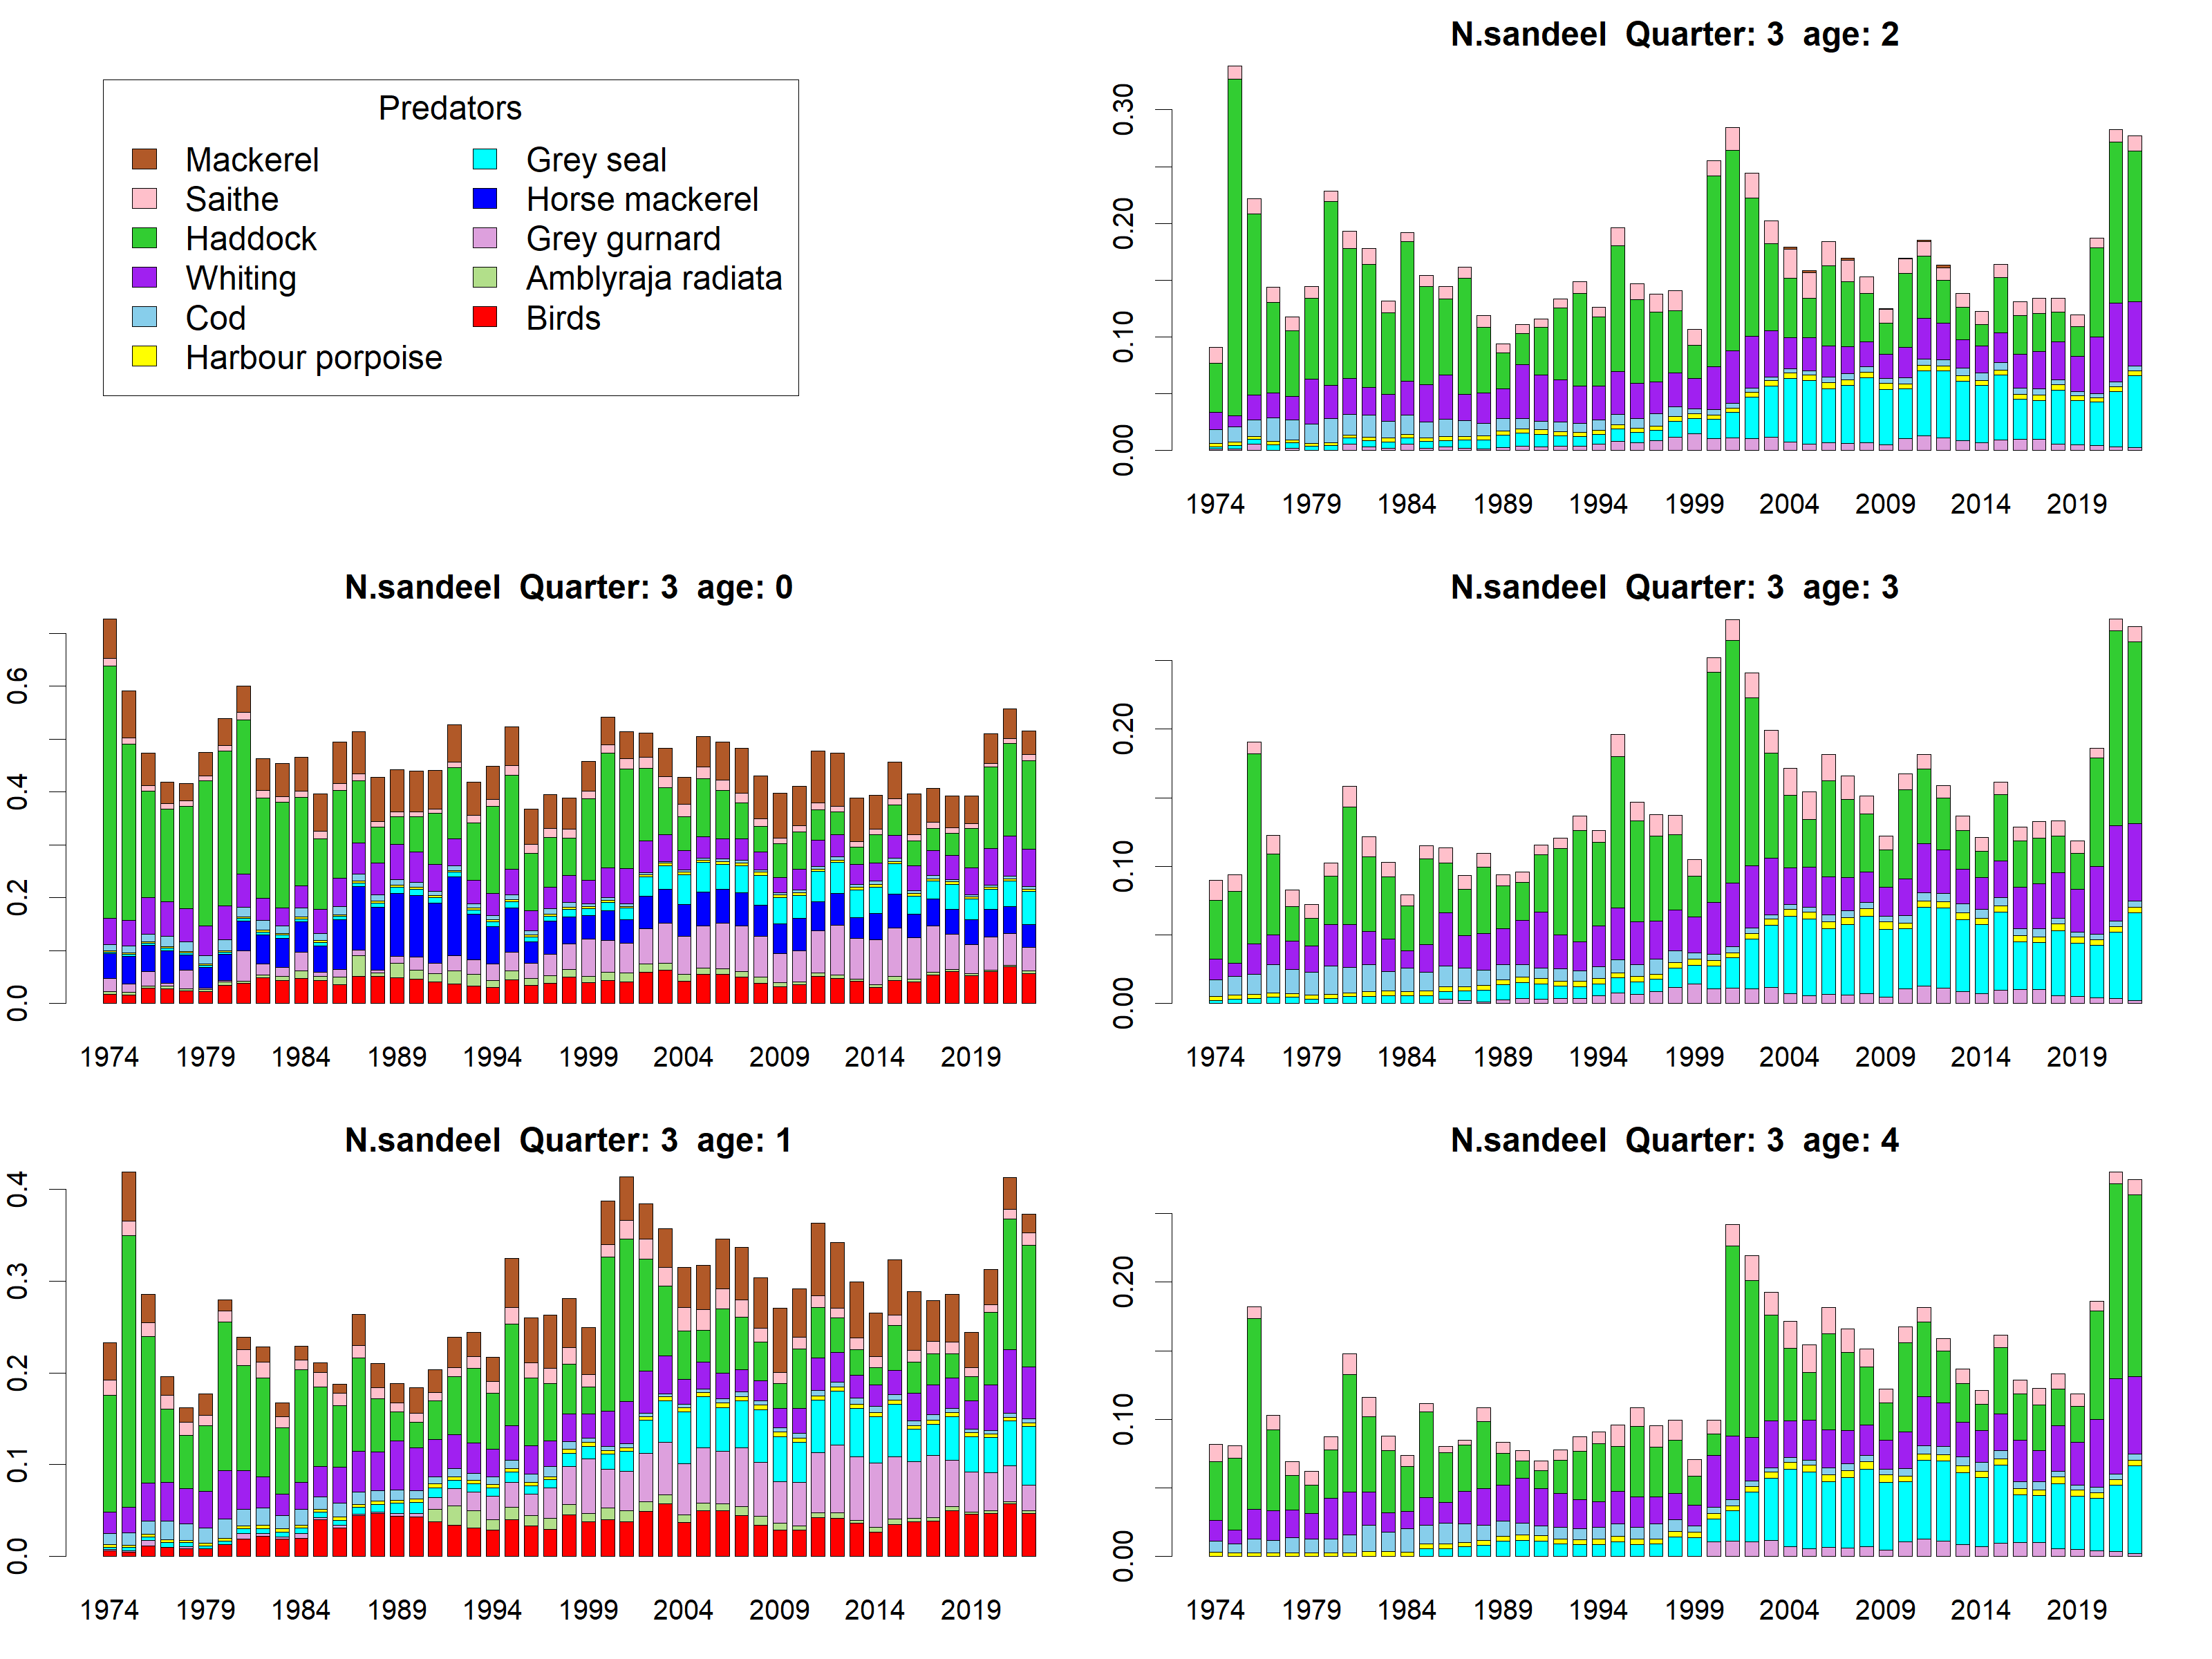 Predators
Mackerel
Saithe
Haddock
Whiting
Cod
Harbour porpoise
Grey seal
Horse mackerel
Grey gurnard
Amblyraja radiata
Birds
N.sandeel Quarter: 3 age: 2
0.00 0.10 0.20 0.30
1974 1979 1984 1989 1994 1999 2004 2009 2014 2019
N.sandeel Quarter: 3 age: 0
0.0 0.2 0.4 0.6
1974 1979 1984 1989 1994 1999 2004 2009 2014 2019
N.sandeel Quarter: 3 age: 3
0.00 0.10 0.20
1974 1979 1984 1989 1994 1999 2004 2009 2014 2019
N.sandeel Quarter: 3 age: 1
0.0 0.1 0.2 0.3 0.4
1974 1979 1984 1989 1994 1999 2004 2009 2014 2019
N.sandeel Quarter: 3 age: 4
0.00 0.10 0.20
1974 1979 1984 1989 1994 1999 2004 2009 2014 2019